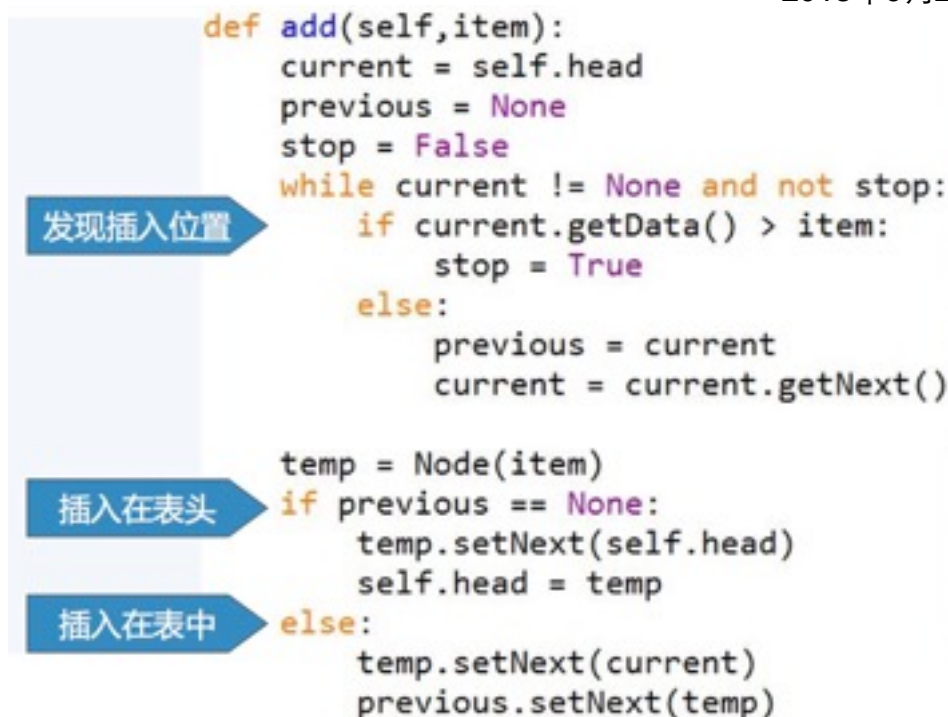 def add(self,item):
current = self.head
previous = None
stop = False
while current != None and not stop:
发现插入位置
if current.getData() > item:
stop = True
else:
previous = current
current = current.getNext()
temp = Node(item)
插入在表头
if previous == None:
temp.setNext(self.head)
self.head = temp
插入在表中
else:
temp.setNext(current)
previous.setNext(temp)